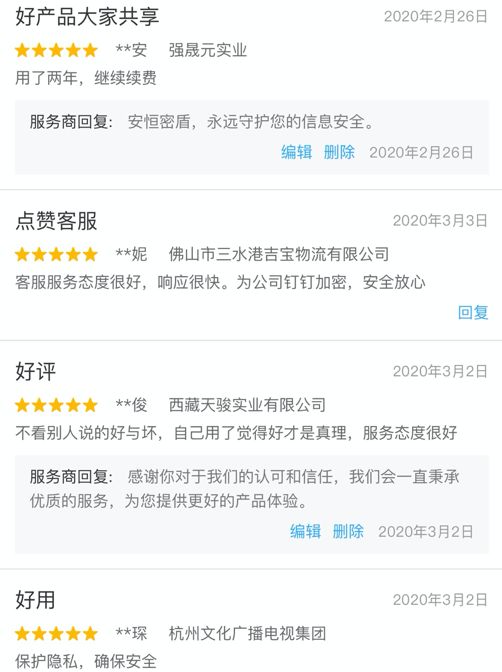 好产品大家共享 2020年2月26日
**安 强晟元实业
用了两年，继续续费
服务商回复： 安恒密盾，永远守护您的信息安全。
编辑 删除 2020年2月26日
点赞客服 2020年3月3日
**妮 佛山市三水港吉宝物流有限公司
客服服务态度很好，响应很快。为公司钉钉加密，安全放心
回复
好评 2020年3月2日
**俊 西藏天骏实业有限公司
不看别人说的好与坏，自己用了觉得好才是真理，服务态度很好
服务商回复： 感谢你对于我们的认可和信任，我们会一直秉承
优质的服务，为您提供更好的产品体验。
编辑 删除 2020年3月2日
好用 2020年3月2日
**琛 杭州文化广播电视集团
保护隐私，确保安全